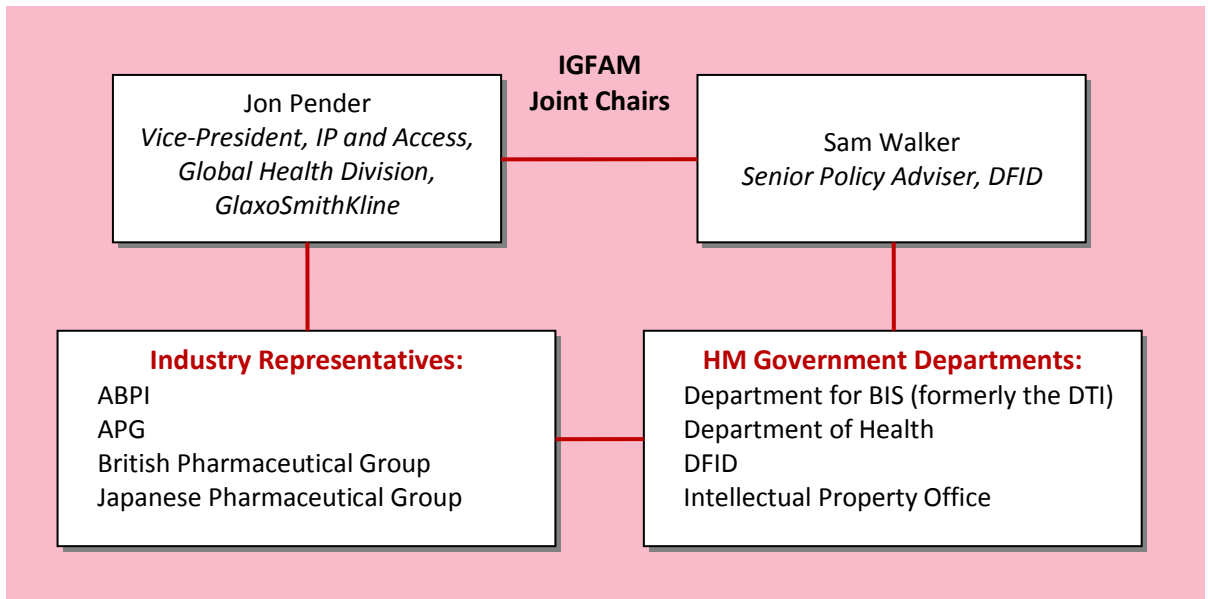 IGFAM
Joint Chairs
Jon Pender
Vice-President, IP and Access,
Global Health Division,
GlaxoSmithKline
Sam Walker
Senior Policy Adviser, DFID
Industry Representatives:
ABPI
APG
British Pharmaceutical Group
Japanese Pharmaceutical Group
HM Government Departments:
Department for BIS (formerly the DTI)
Department of Health
DFID
Intellectual Property Office